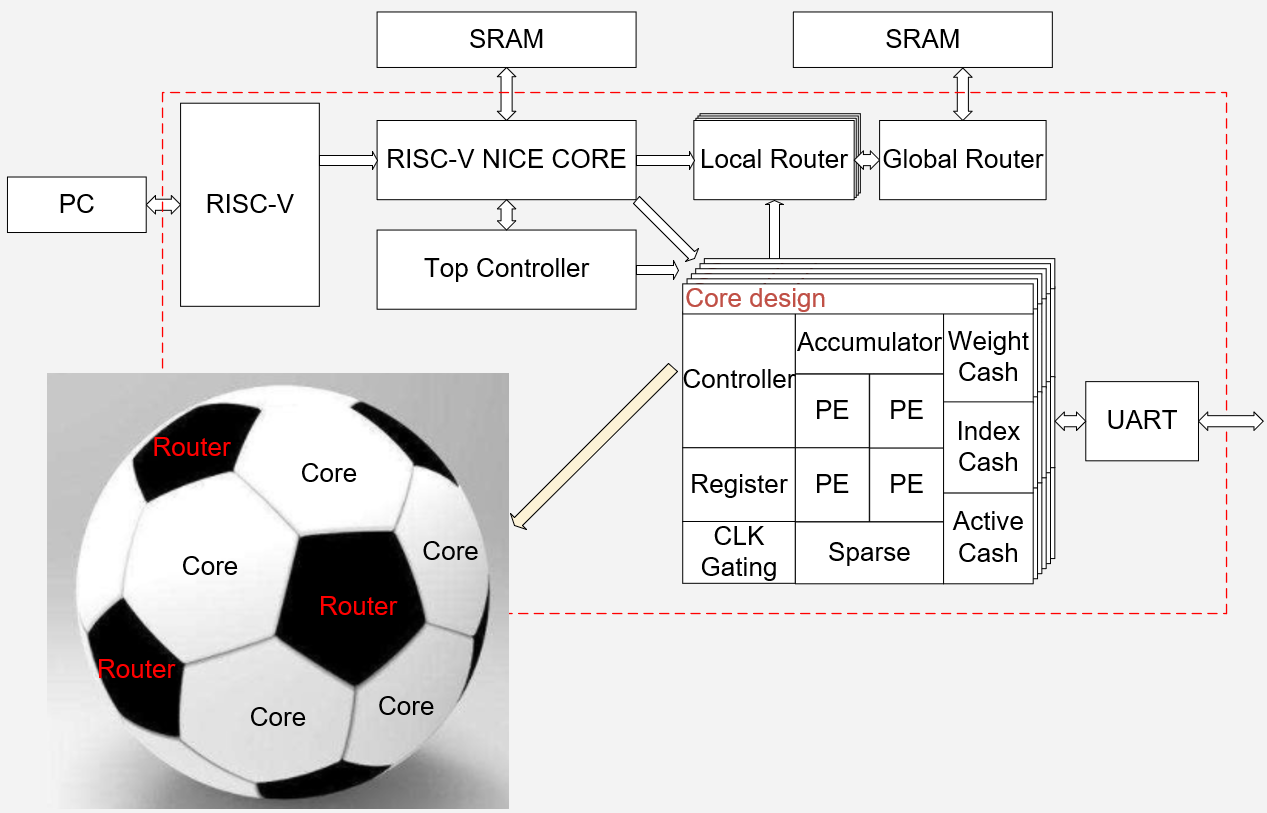 SRAM
SRAM
RISC-V NICE CORE
Local Router
Global Router
PC
RISC-V
Top Controller
Core design
Controller
Accumulator
Weight
Cash
PE
PE
Index
Cash
Register
PE
PE
Active
Cash
CLK
Gating
Sparse
UART
Router
Core
Core
Core
Router
Router
Core
Core